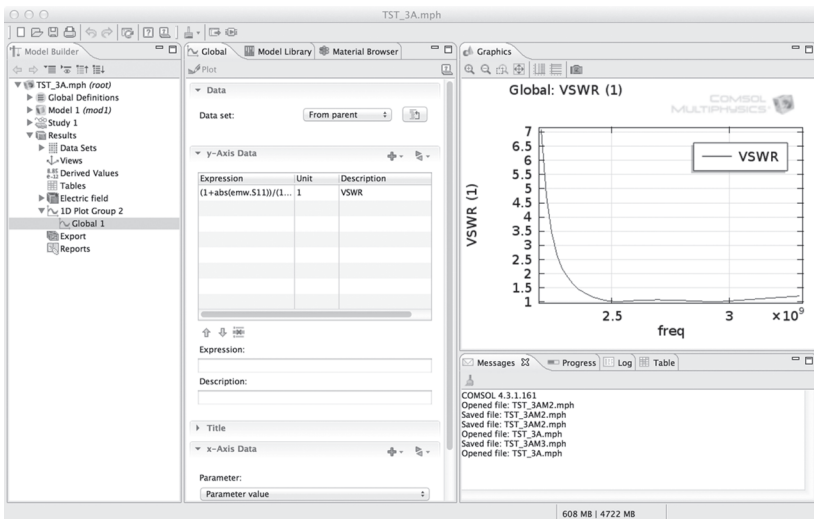 TST_3A.mph
Model Builder
TST_3A.mph (root)
Global Definitions
Model 1 (mod1)
Study 1
Results
Data Sets
Views
Derived Values
Tables
Electric field
1D Plot Group 2
Global 1
Export
Reports
Global
Model Library
Material Browser
Plot
Data
Data set:
From parent
y-Axis Data
Expression Unit Description
(1+abs(emw.S11))/(1... 1 VSWR
Expression:
Description:
Title
x-Axis Data
Parameter:
Parameter value
Graphics
Global: VSWR (1)
COMSOL
MULTIPHYSICS
VSWR
VSWR (1)
7
6.5
6
5.5
5
4.5
4
3.5
3
2.5
2
1.5
1
2.5 3 ×10⁹
freq
Messages Progress Log Table
COMSOL 4.3.1.161
Opened file: TST_3AM2.mph
Saved file: TST_3AM2.mph
Saved file: TST_3AM2.mph
Opened file: TST_3A.mph
Saved file: TST_3AM3.mph
Opened file: TST_3A.mph
608 MB | 4722 MB